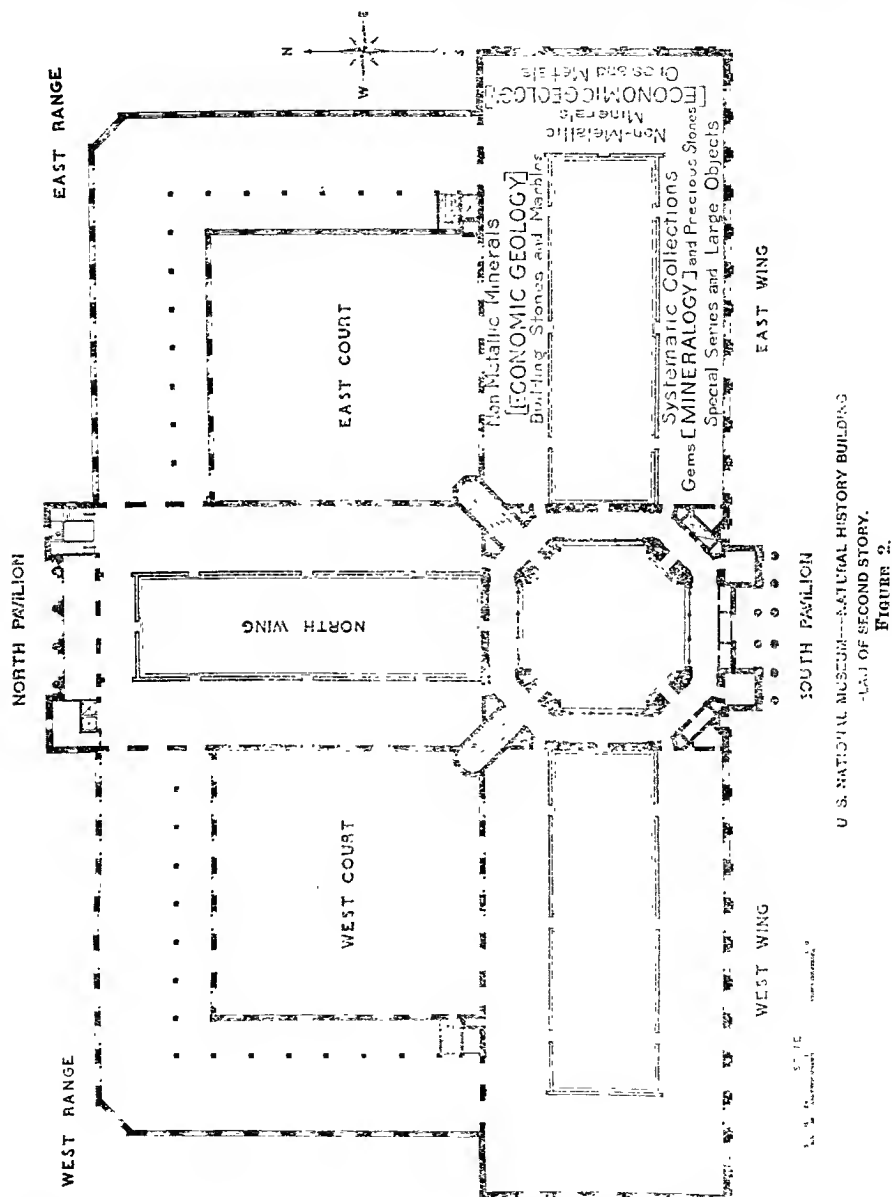 NORTH PAVILION
EAST RANGE
WEST RANGE
N
W E
S
EAST COURT
WEST COURT
NORTH WING
Non Metallic Minerals
[ECONOMIC GEOLOGY]
Building Stones and Marbles
Non-Metallic
Minerals
[ECONOMIC GEOLOGY]
Ores and Metals
Systematic Collections
Gems [MINERALOGY] and Precious Stones
Special Series and Large Objects
WEST WING
SOUTH PAVILION
EAST WING
U. S. NATIONAL MUSEUM—NATURAL HISTORY BUILDING
OF SECOND STORY.
FIGURE 2.